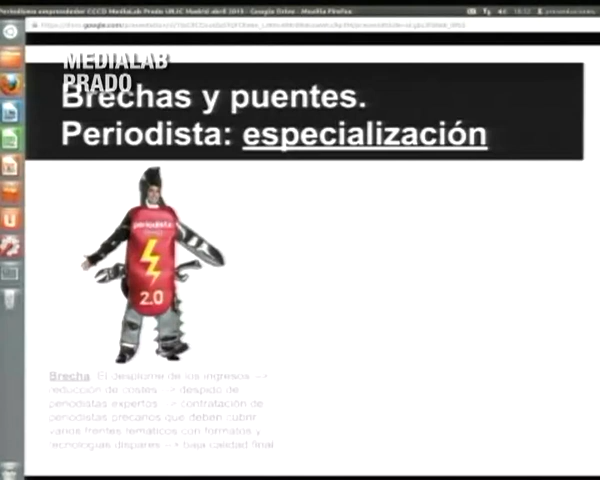 MEDIALAB
PRADO
Brechas y puentes.
Periodista: especialización
periodista
2.0
Brecha. El desplome de los ingresos -->
reducción de costes --> despido de
periodistas expertos --> contratación de
periodistas precarios que deben cubrir
varios frentes temáticos con formatos y
tecnologías dispares --> baja calidad final